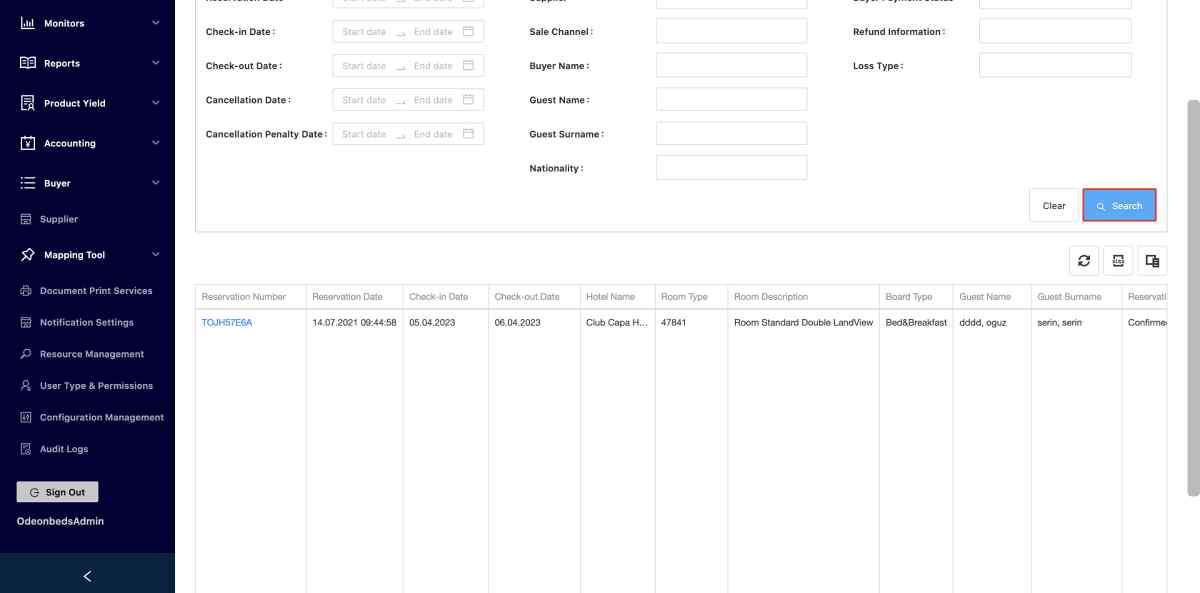 Monitors
Reports
Product Yield
Accounting
Buyer
Supplier
Mapping Tool
Document Print Services
Notification Settings
Resource Management
User Type & Permissions
Configuration Management
Audit Logs
Sign Out
OdeonbedsAdmin
Check-in Date : Start date End date Sale Channel : Refund Information :
Check-out Date : Start date End date Buyer Name : Loss Type :
Cancellation Date : Start date End date Guest Name :
Cancellation Penalty Date : Start date End date Guest Surname :
Nationality :
Clear Search
Reservation Number Reservation Date Check-in Date Check-out Date Hotel Name Room Type Room Description Board Type Guest Name Guest Surname Reservati
TOJH57E6A 14.07.2021 09:44:58 05.04.2023 06.04.2023 Club Capa H... 47841 Room Standard Double LandView Bed&Breakfast dddd, oguz serin, serin Confirme